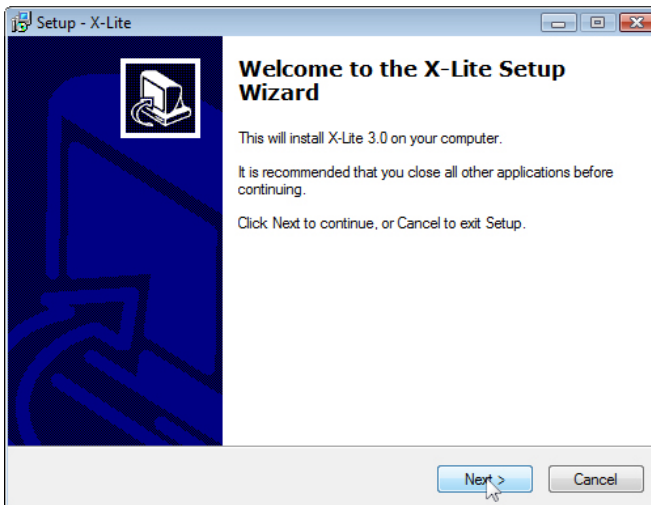 Setup - X-Lite
Welcome to the X-Lite Setup
Wizard
This will install X-Lite 3.0 on your computer.
It is recommended that you close all other applications before
continuing.
Click Next to continue, or Cancel to exit Setup.
Next >
Cancel